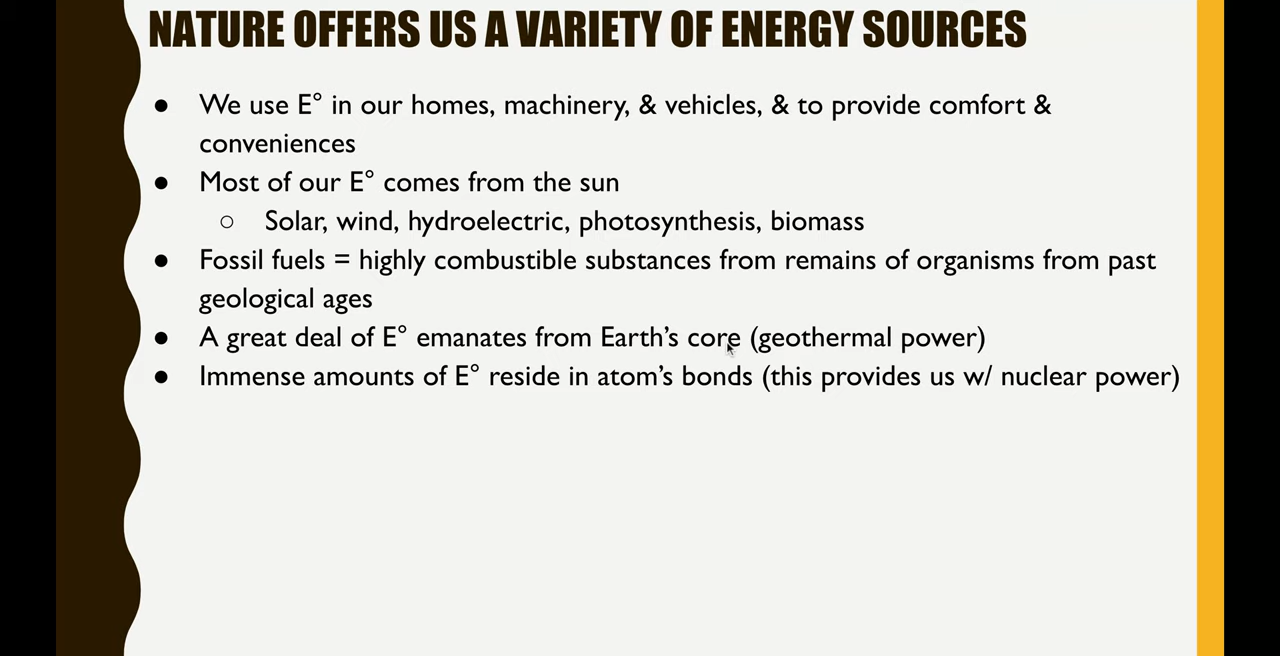 NATURE OFFERS US A VARIETY OF ENERGY SOURCES
● We use E° in our homes, machinery, & vehicles, & to provide comfort &
conveniences
● Most of our E° comes from the sun
○ Solar, wind, hydroelectric, photosynthesis, biomass
● Fossil fuels = highly combustible substances from remains of organisms from past
geological ages
● A great deal of E° emanates from Earth’s core (geothermal power)
● Immense amounts of E° reside in atom’s bonds (this provides us w/ nuclear power)